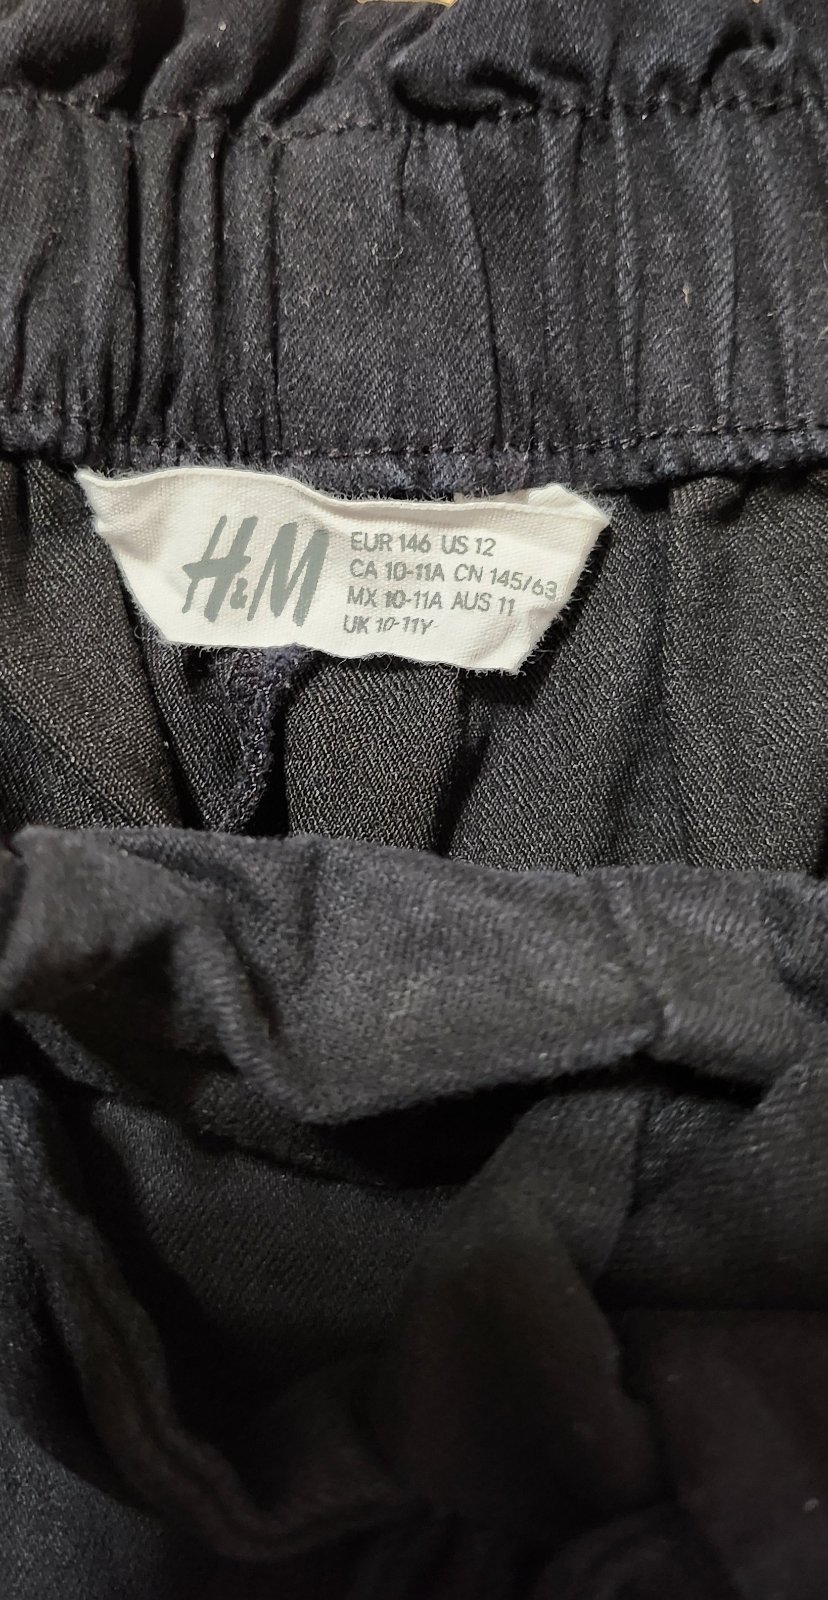 H&M
EUR 146 US 12
CA 10-11A CN 145/63
MX 10-11A AUS 11
UK 10-11Y